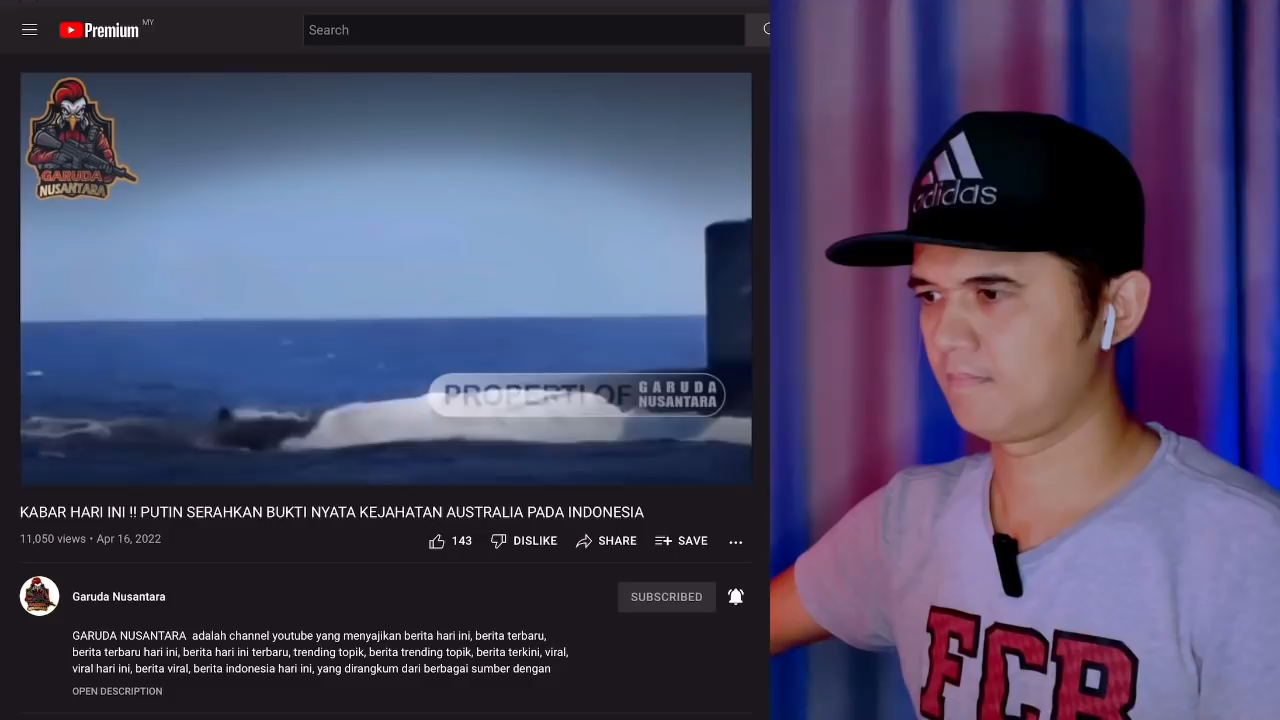 Premium MY
Search
GARUDA
NUSANTARA
PROPERTI OF GARUDA
NUSANTARA
KABAR HARI INI !! PUTIN SERAHKAN BUKTI NYATA KEJAHATAN AUSTRALIA PADA INDONESIA
11,050 views • Apr 16, 2022
143 DISLIKE SHARE SAVE
Garuda Nusantara
SUBSCRIBED
GARUDA NUSANTARA adalah channel youtube yang menyajikan berita hari ini, berita terbaru,
berita terbaru hari ini, berita hari ini terbaru, trending topik, berita trending topik, berita terkini, viral,
viral hari ini, berita viral, berita indonesia hari ini, yang dirangkum dari berbagai sumber dengan
OPEN DESCRIPTION
adidas
FCB